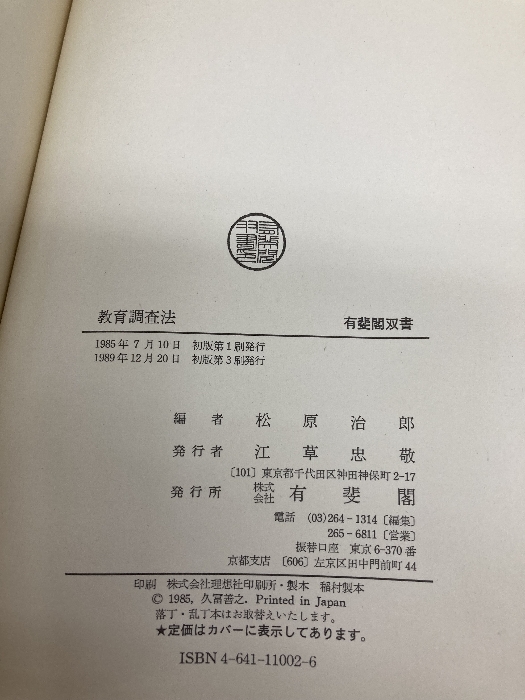 有斐閣双書
教育調査法 有斐閣双書
1985年7月10日 初版第1刷発行
1989年12月20日 初版第3刷発行
編者 松原治郎
発行者 江草忠敬
〔101〕東京都千代田区神田神保町2-17
発行所 株式会社 有斐閣
電話 (03)264-1314〔編集〕
265-6811〔営業〕
振替口座 東京6-370番
京都支店 〔606〕左京区田中門前町44
印刷 株式会社理想社印刷所・製本 稲村製本
© 1985, 久冨善之. Printed in Japan
落丁・乱丁本はお取替えいたします。
★定価はカバーに表示してあります。
ISBN 4-641-11002-6